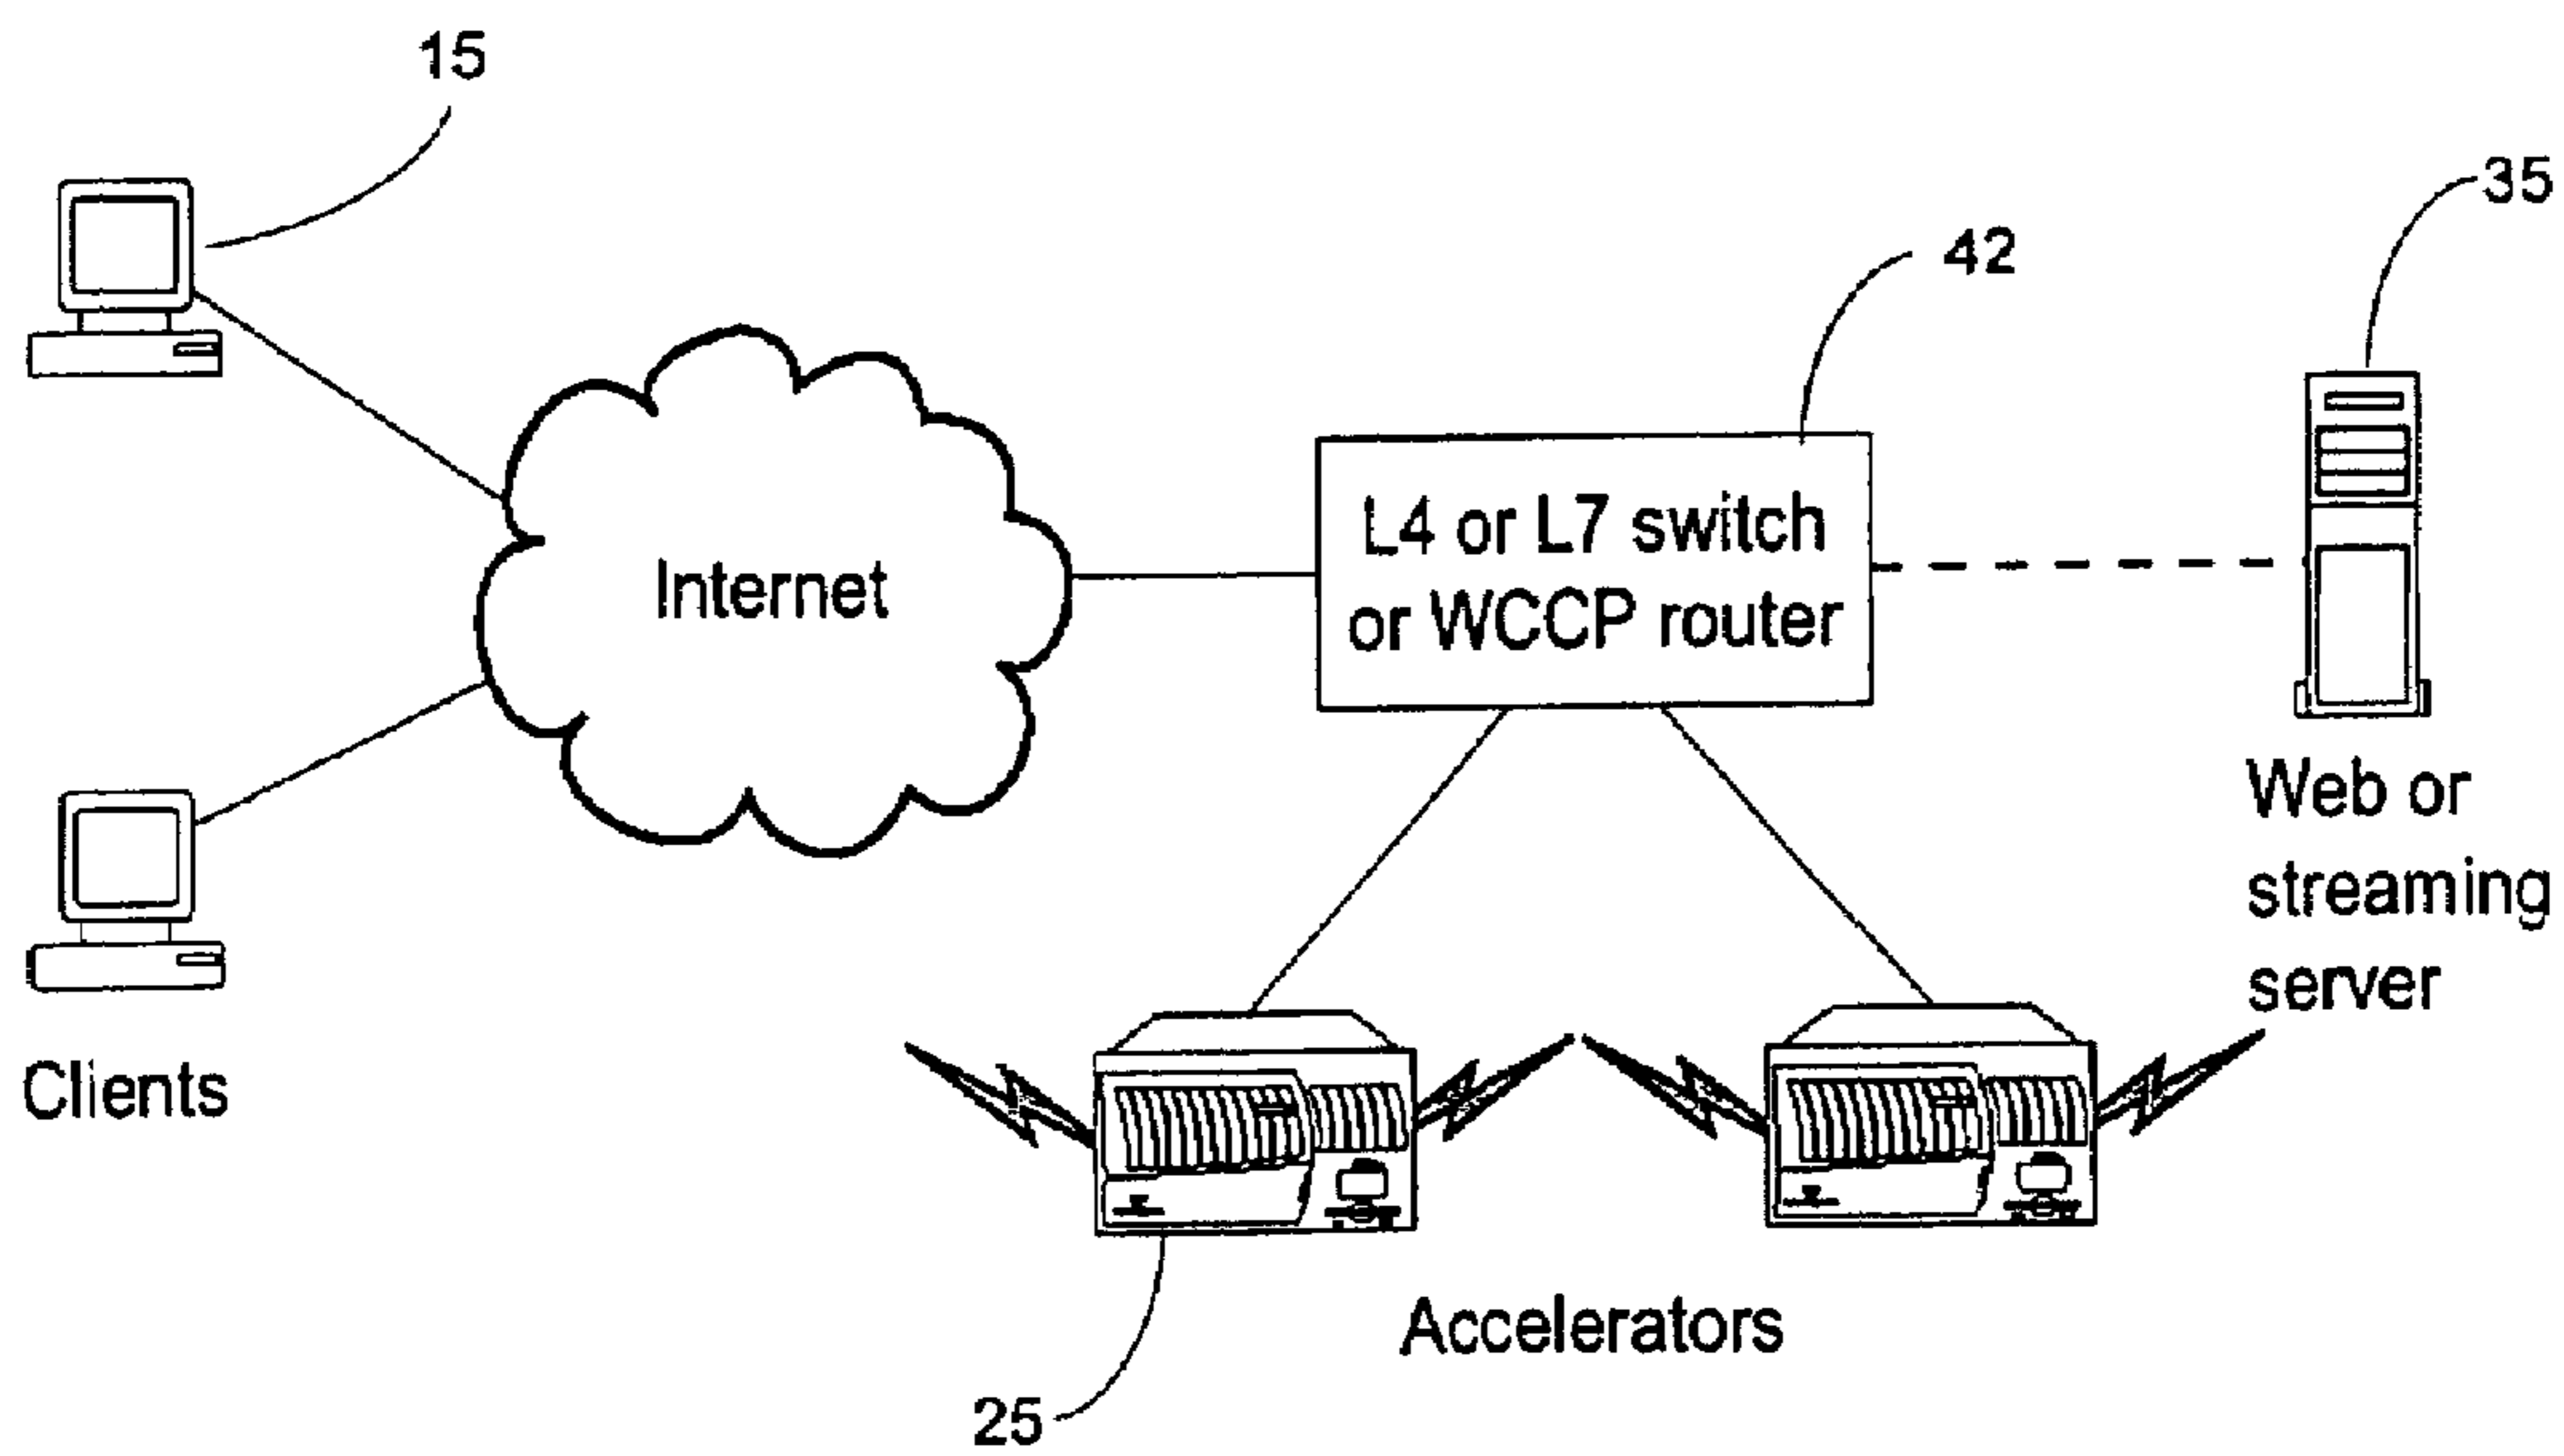 15
35
42
L4 or L7 switch
or WCCP router
Internet
Web or
streaming
server
Clients
Accelerators
25